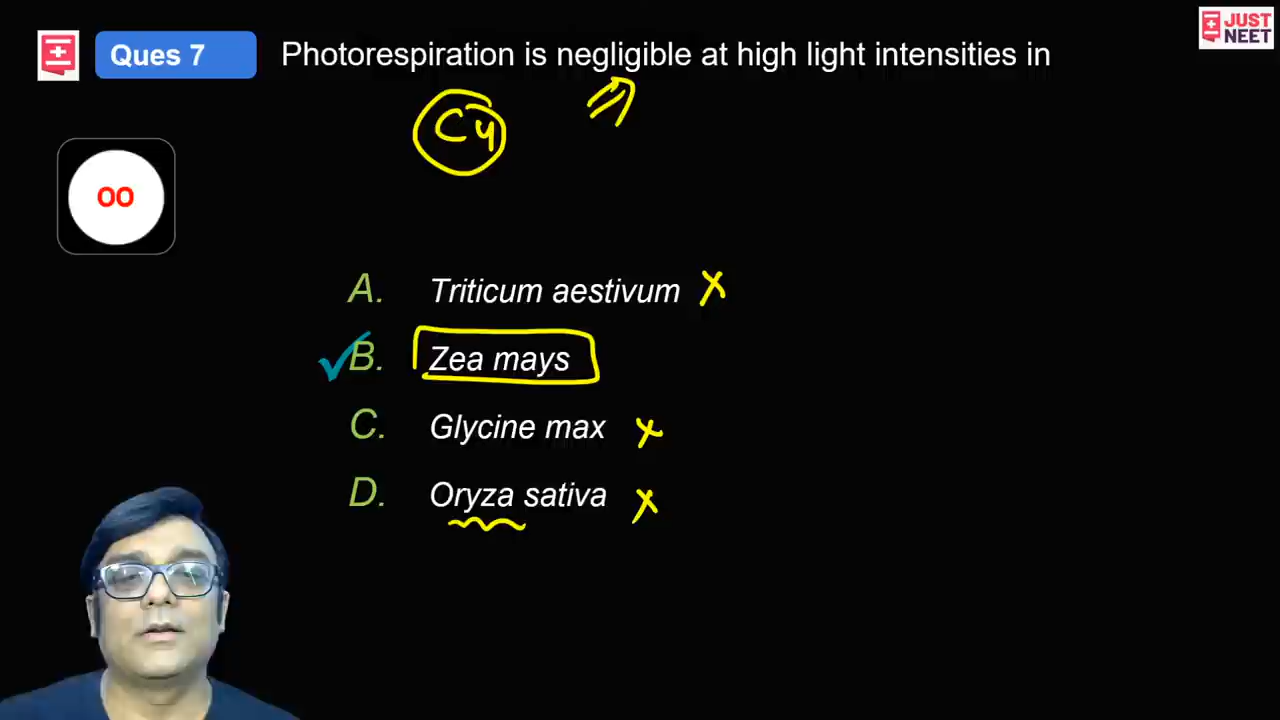 JUST
NEET
Ques 7 Photorespiration is negligible at high light intensities in
C4
00
A. Triticum aestivum
B. Zea mays
C. Glycine max
D. Oryza sativa